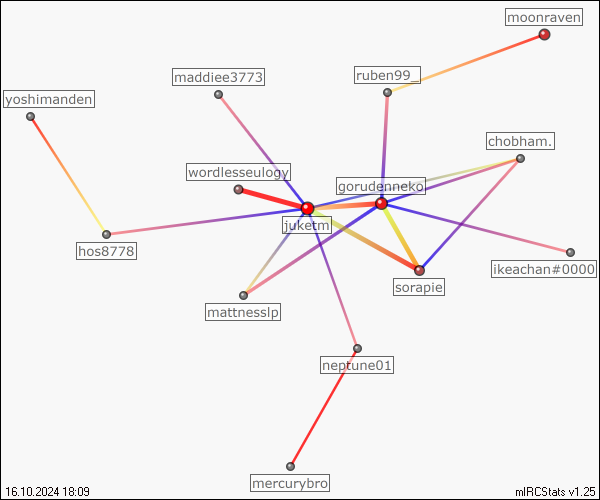 moonraven
maddiee3773
ruben99_
yoshimanden
chobham.
wordlesseulogy
gorudenneko
juketm
hos8778
ikeachan#0000
sorapie
mattnesslp
neptune01
mercurybro
16.10.2024 18:09
mIRCStats v1.25